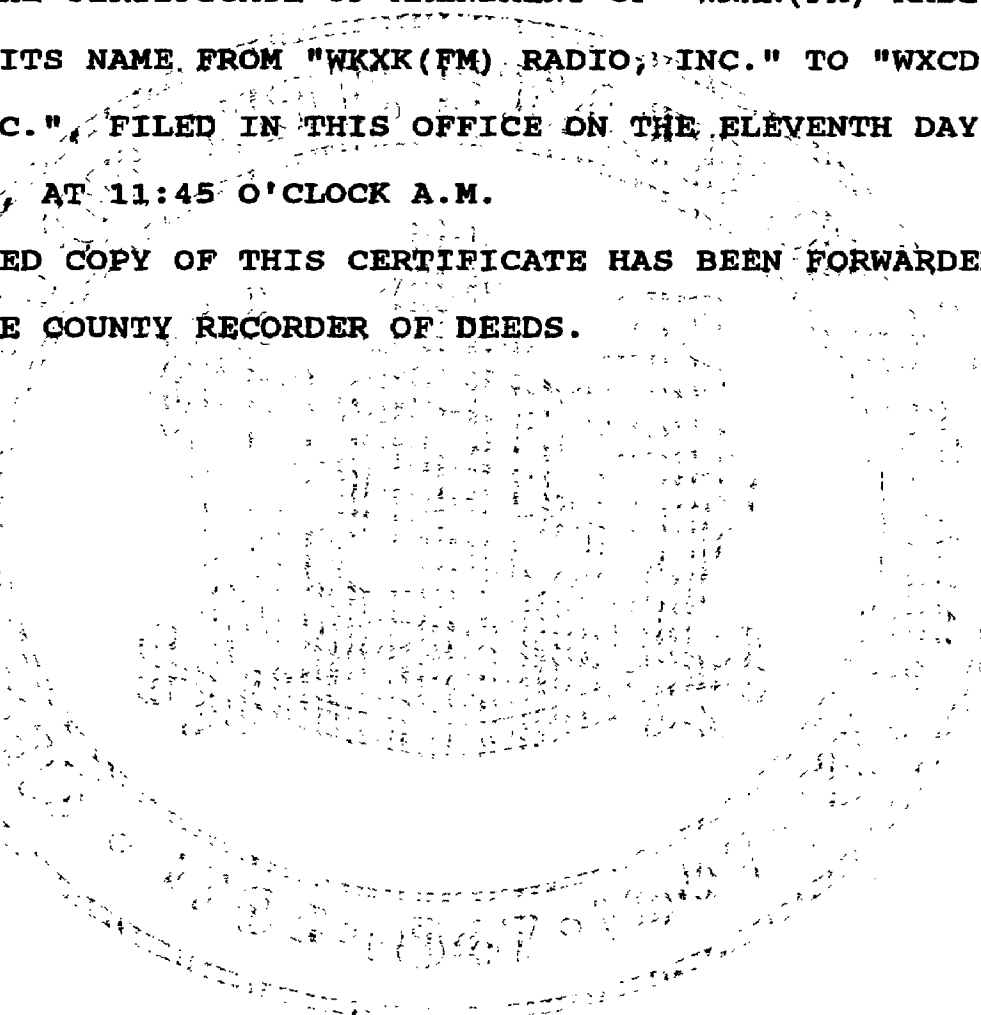 ITS NAME FROM "WKXK(FM) RADIO, INC." TO "WXCD
C.", FILED IN THIS OFFICE ON THE ELEVENTH DAY
, AT 11:45 O'CLOCK A.M.
ED COPY OF THIS CERTIFICATE HAS BEEN FORWARDE
E COUNTY RECORDER OF DEEDS.